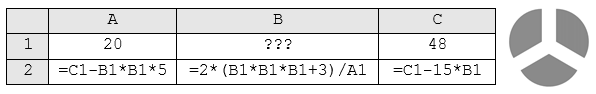 A B C
1 20 ??? 48
2 =C1-B1*B1*5 =2*(B1*B1*B1+3)/A1 =C1-15*B1